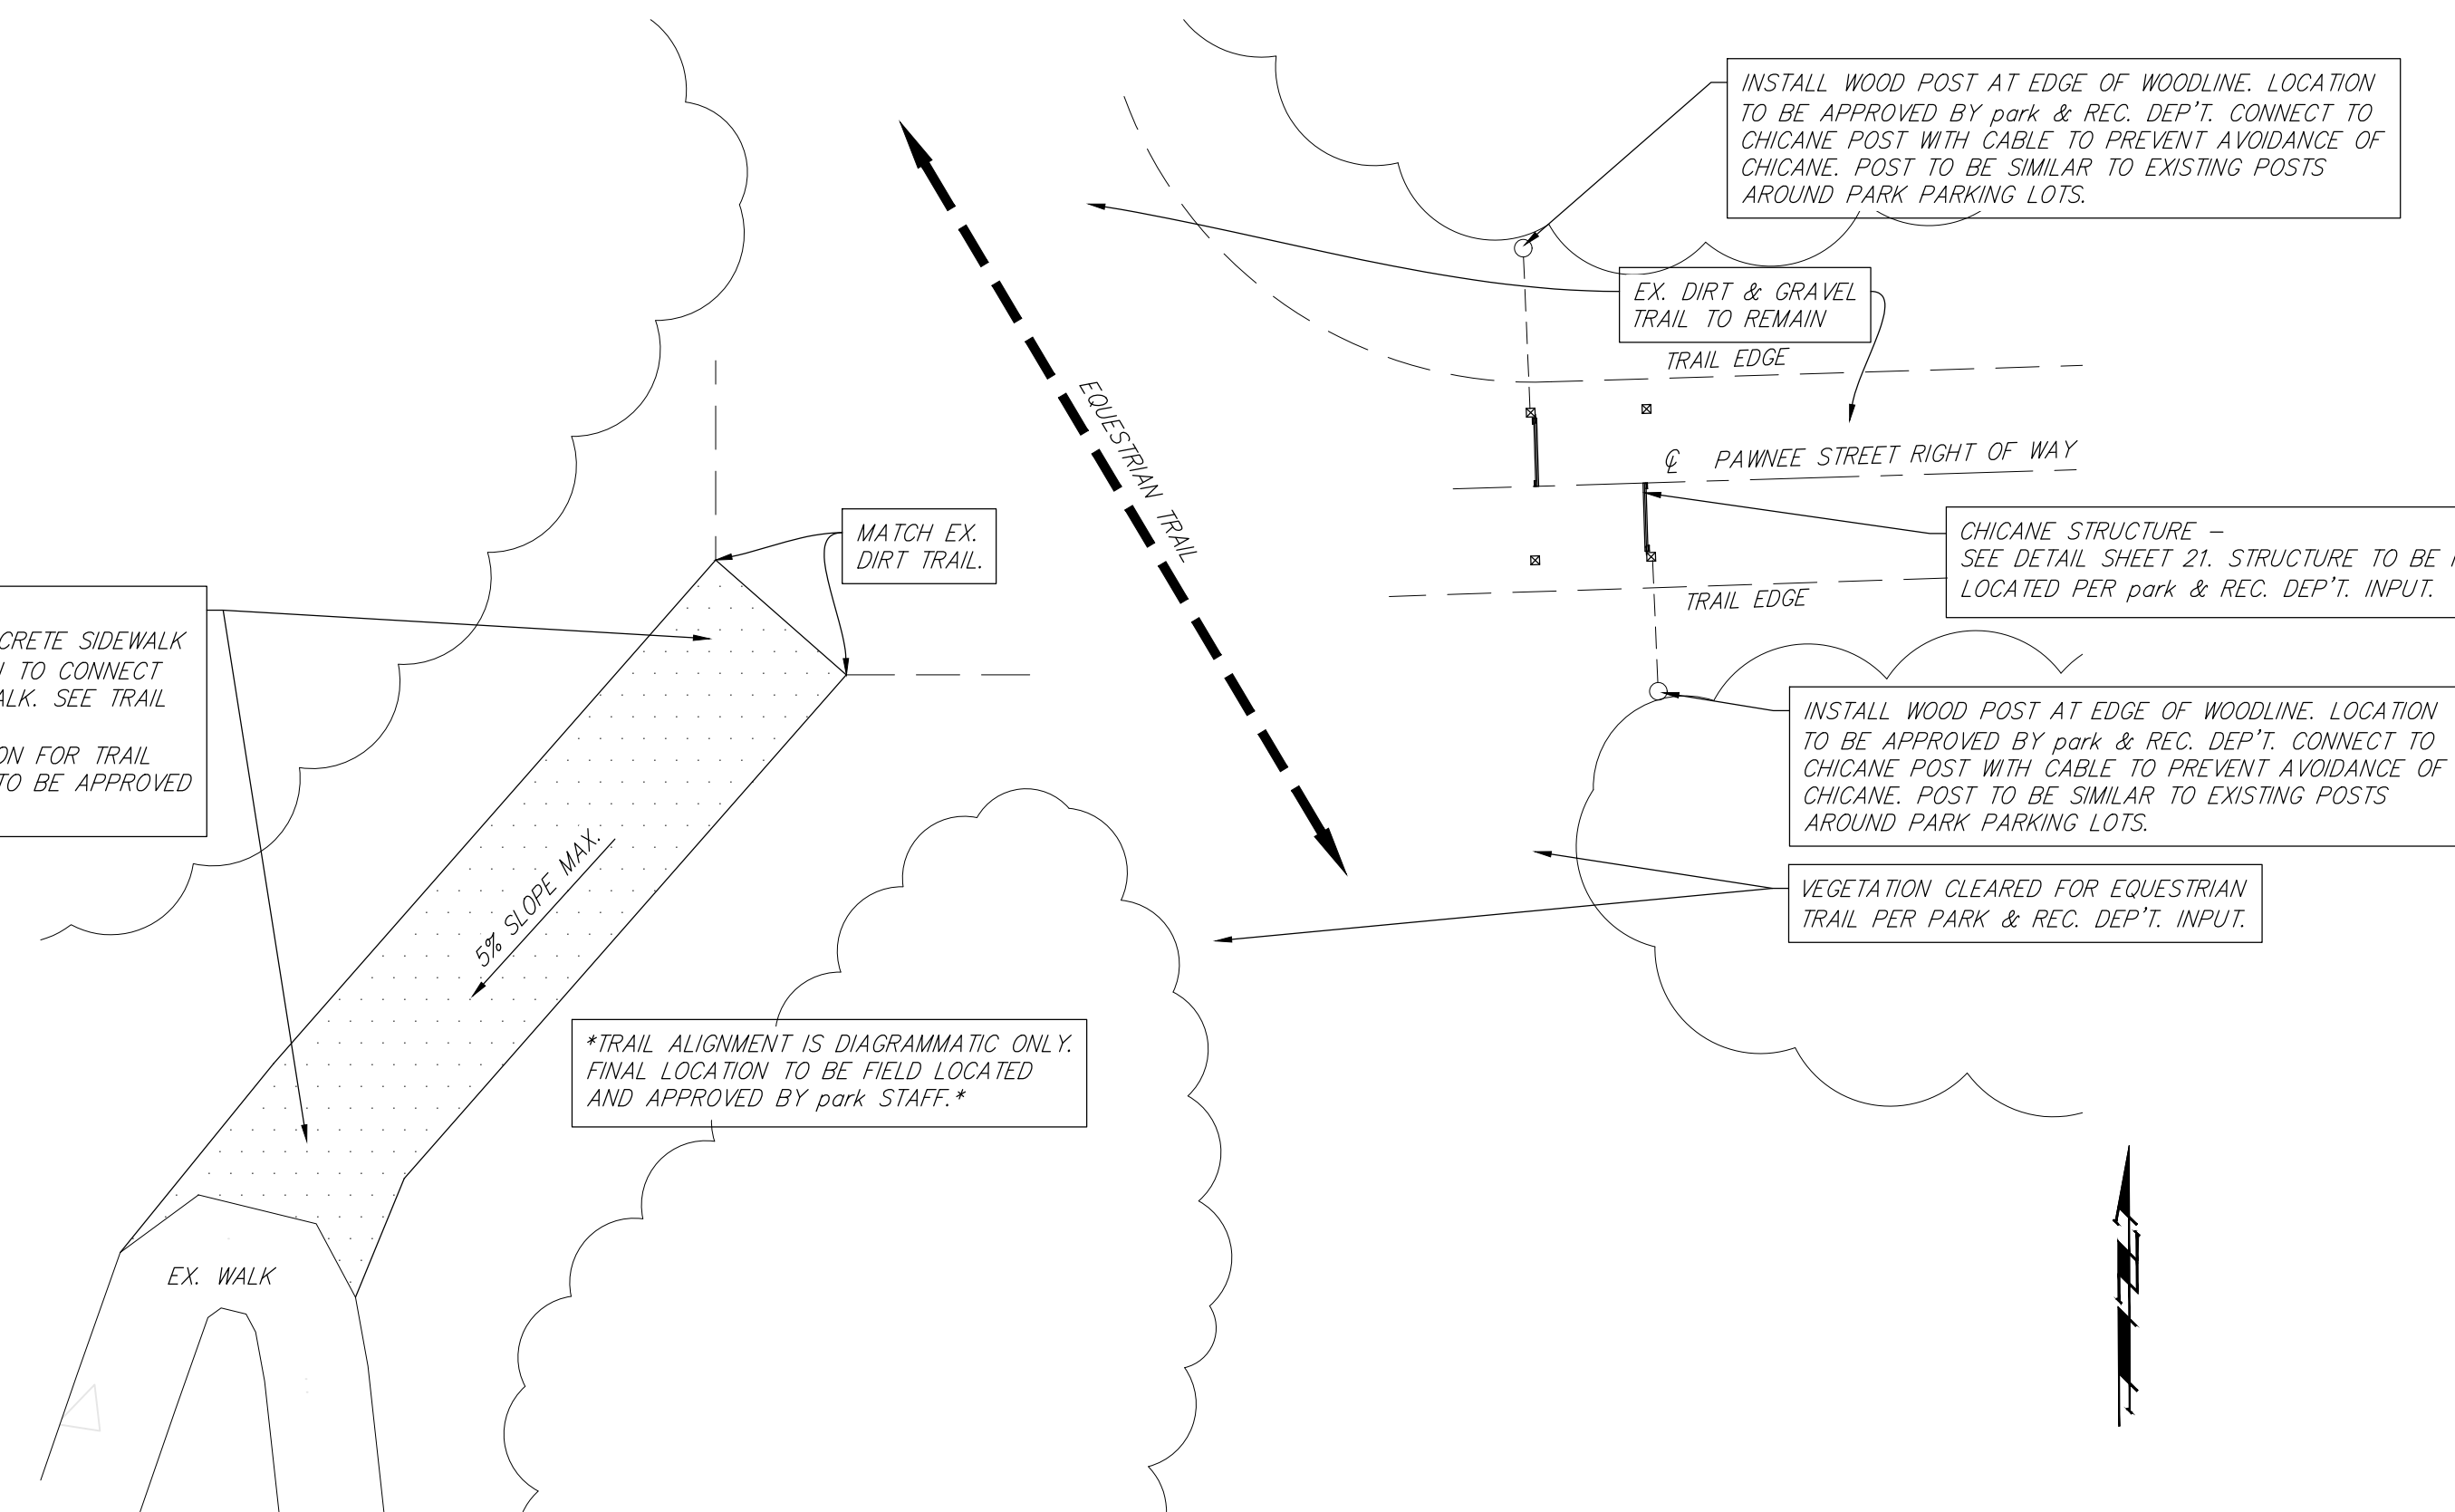 INSTALL WOOD POST AT EDGE OF WOODLINE. LOCATION
TO BE APPROVED BY park & REC. DEP'T. CONNECT TO
CHICANE POST WITH CABLE TO PREVENT AVOIDANCE OF
CHICANE. POST TO BE SIMILAR TO EXISTING POSTS
AROUND PARK PARKING LOTS.
EX. DIRT & GRAVEL
TRAIL TO REMAIN
TRAIL EDGE
EQUESTRIAN TRAIL
℄ PAWNEE STREET RIGHT OF WAY
MATCH EX.
DIRT TRAIL.
CHICANE STRUCTURE –
SEE DETAIL SHEET 21. STRUCTURE TO BE
LOCATED PER park & REC. DEP'T. INPUT.
TRAIL EDGE
CRETE SIDEWALK
TO CONNECT
ALK. SEE TRAIL
ON FOR TRAIL
TO BE APPROVED
INSTALL WOOD POST AT EDGE OF WOODLINE. LOCATION
TO BE APPROVED BY park & REC. DEP'T. CONNECT TO
CHICANE POST WITH CABLE TO PREVENT AVOIDANCE OF
CHICANE. POST TO BE SIMILAR TO EXISTING POSTS
AROUND PARK PARKING LOTS.
5% SLOPE MAX.
VEGETATION CLEARED FOR EQUESTRIAN
TRAIL PER PARK & REC. DEP'T. INPUT.
*TRAIL ALIGNMENT IS DIAGRAMMATIC ONLY.
FINAL LOCATION TO BE FIELD LOCATED
AND APPROVED BY park STAFF.*
EX. WALK